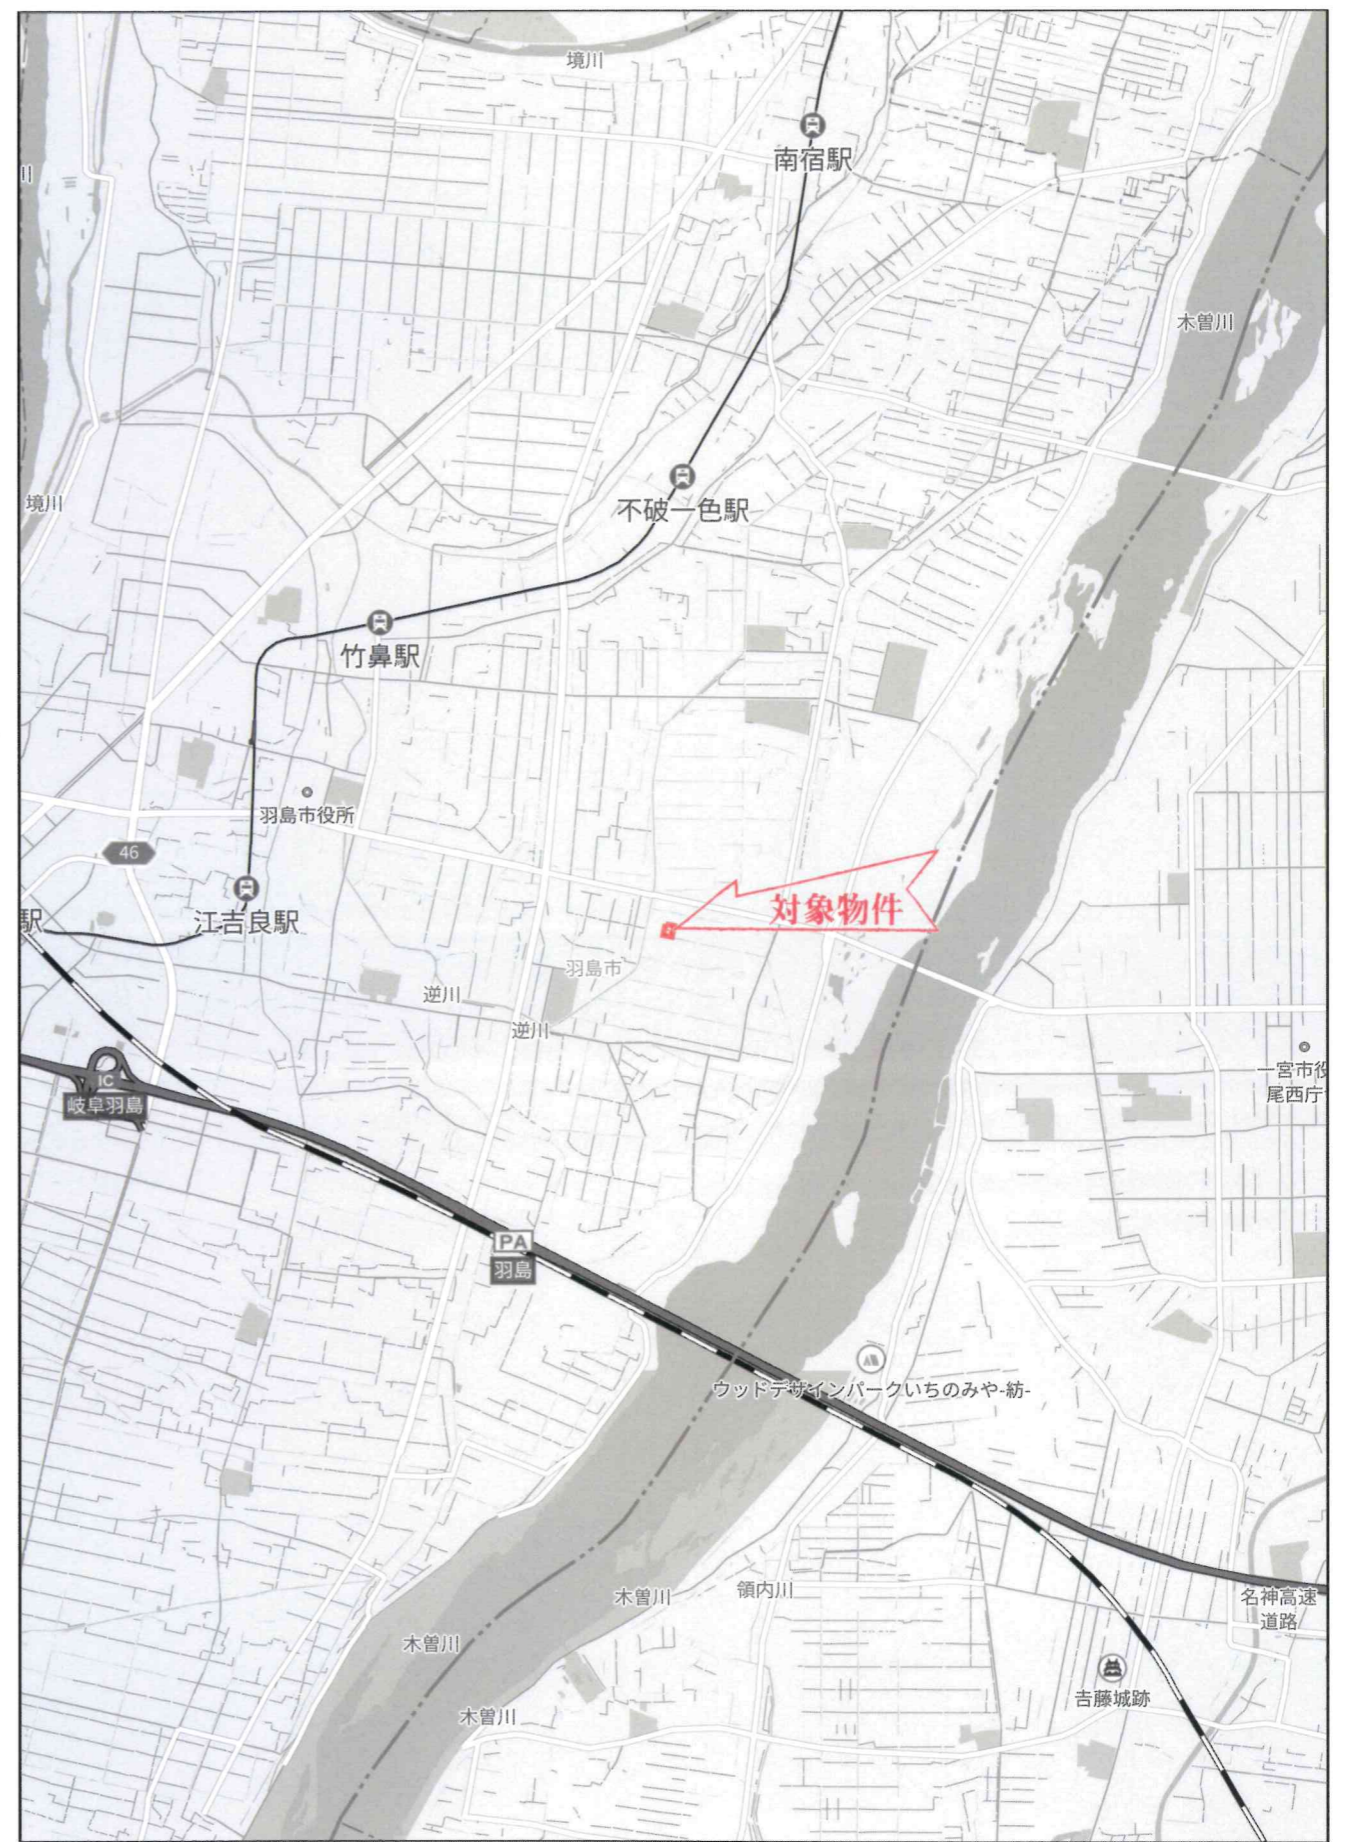 境川
南宿駅
川
木曽川
境川
不破一色駅
竹鼻駅
羽島市役所
46
対象物件
駅
江吉良駅
羽島市
逆川
逆川
一宮市役
尾西庁
IC
岐阜羽島
PA
羽島
ウッドデザインパークいちのみや-紡-
木曽川
領内川
名神高速
道路
木曽川
吉藤城跡
木曽川